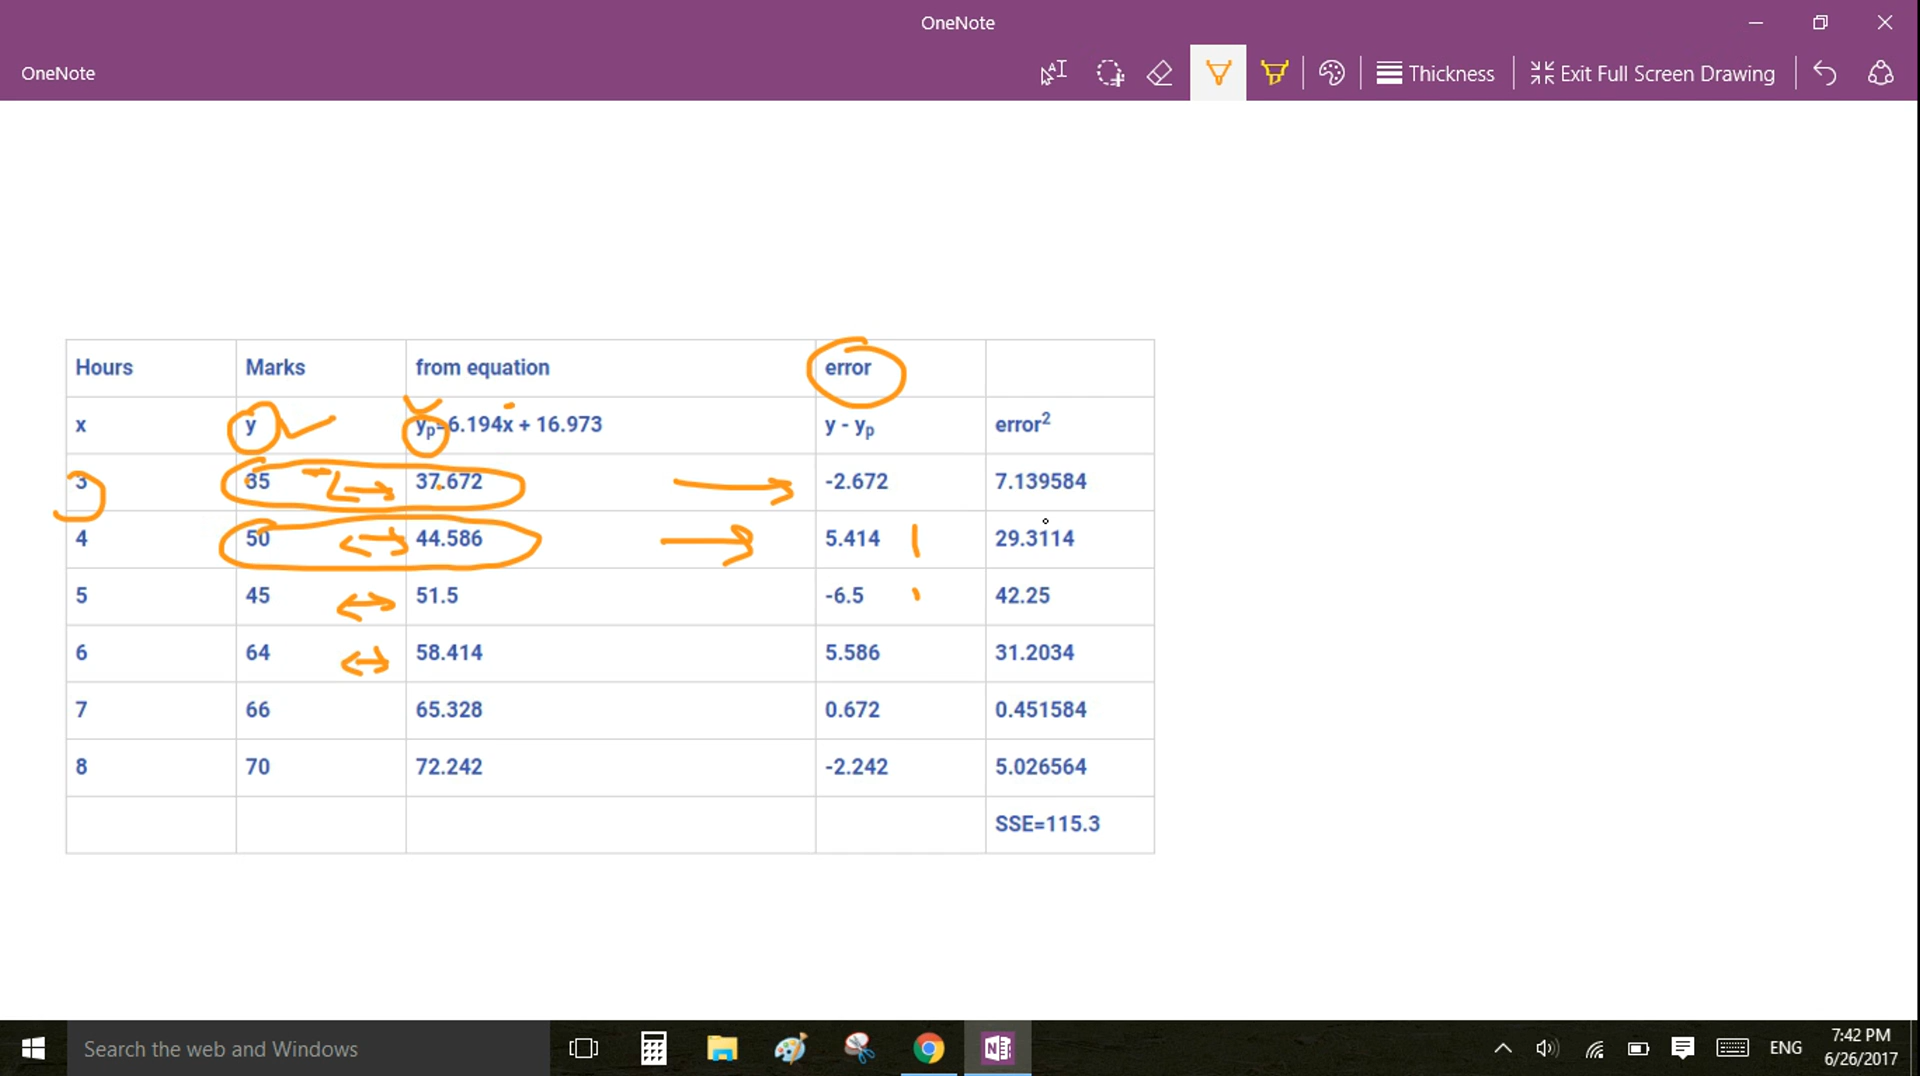 OneNote
OneNote
Thickness
Exit Full Screen Drawing
Hours Marks from equation error
x y yp=6.194x + 16.973 y - yp error²
3 35 37.672 -2.672 7.139584
4 50 44.586 5.414 29.3114
5 45 51.5 -6.5 42.25
6 64 58.414 5.586 31.2034
7 66 65.328 0.672 0.451584
8 70 72.242 -2.242 5.026564
SSE=115.3
Search the web and Windows
ENG
7:42 PM
6/26/2017